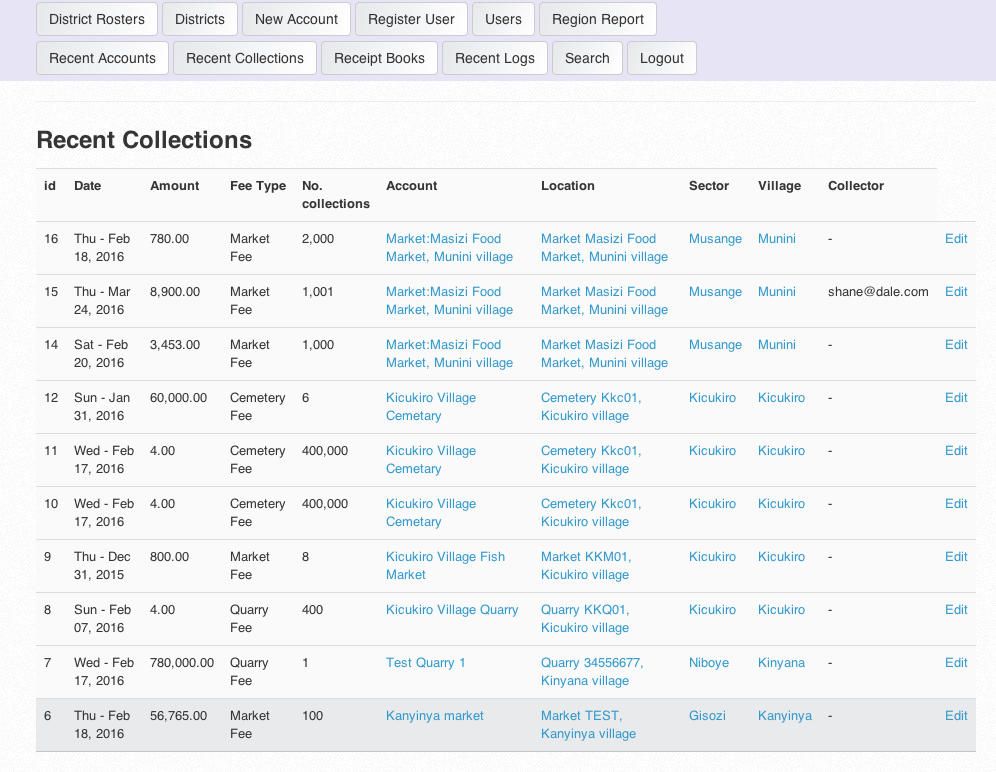 District Rosters Districts New Account Register User Users Region Report
Recent Accounts Recent Collections Receipt Books Recent Logs Search Logout
Recent Collections
id Date Amount Fee Type No. collections Account Location Sector Village Collector
16 Thu - Feb 18, 2016 780.00 Market Fee 2,000 Market:Masizi Food Market, Munini village Market Masizi Food Market, Munini village Musange Munini - Edit
15 Thu - Mar 24, 2016 8,900.00 Market Fee 1,001 Market:Masizi Food Market, Munini village Market Masizi Food Market, Munini village Musange Munini shane@dale.com Edit
14 Sat - Feb 20, 2016 3,453.00 Market Fee 1,000 Market:Masizi Food Market, Munini village Market Masizi Food Market, Munini village Musange Munini - Edit
12 Sun - Jan 31, 2016 60,000.00 Cemetery Fee 6 Kicukiro Village Cemetary Cemetery Kkc01, Kicukiro village Kicukiro Kicukiro - Edit
11 Wed - Feb 17, 2016 4.00 Cemetery Fee 400,000 Kicukiro Village Cemetary Cemetery Kkc01, Kicukiro village Kicukiro Kicukiro - Edit
10 Wed - Feb 17, 2016 4.00 Cemetery Fee 400,000 Kicukiro Village Cemetary Cemetery Kkc01, Kicukiro village Kicukiro Kicukiro - Edit
9 Thu - Dec 31, 2015 800.00 Market Fee 8 Kicukiro Village Fish Market Market KKM01, Kicukiro village Kicukiro Kicukiro - Edit
8 Sun - Feb 07, 2016 4.00 Quarry Fee 400 Kicukiro Village Quarry Quarry KKQ01, Kicukiro village Kicukiro Kicukiro - Edit
7 Wed - Feb 17, 2016 780,000.00 Quarry Fee 1 Test Quarry 1 Quarry 34556677, Kinyana village Niboye Kinyana - Edit
6 Thu - Feb 18, 2016 56,765.00 Market Fee 100 Kanyinya market Market TEST, Kanyinya village Gisozi Kanyinya - Edit